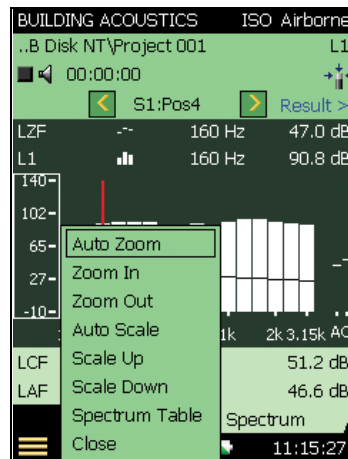 BUILDING ACOUSTICS ISO Airborne
..B Disk NT\Project 001 L1
00:00:00
< S1:Pos4 > Result >
LZF -.-- 160 Hz 47.0 dB
L1 160 Hz 90.8 dB
140
102
65
27
-10
Auto Zoom
Zoom In
Zoom Out
Auto Scale
Scale Up
Scale Down
Spectrum Table
Close
1k 2k 3.15k AC
LCF 51.2 dB
LAF 46.6 dB
Spectrum
11:15:27